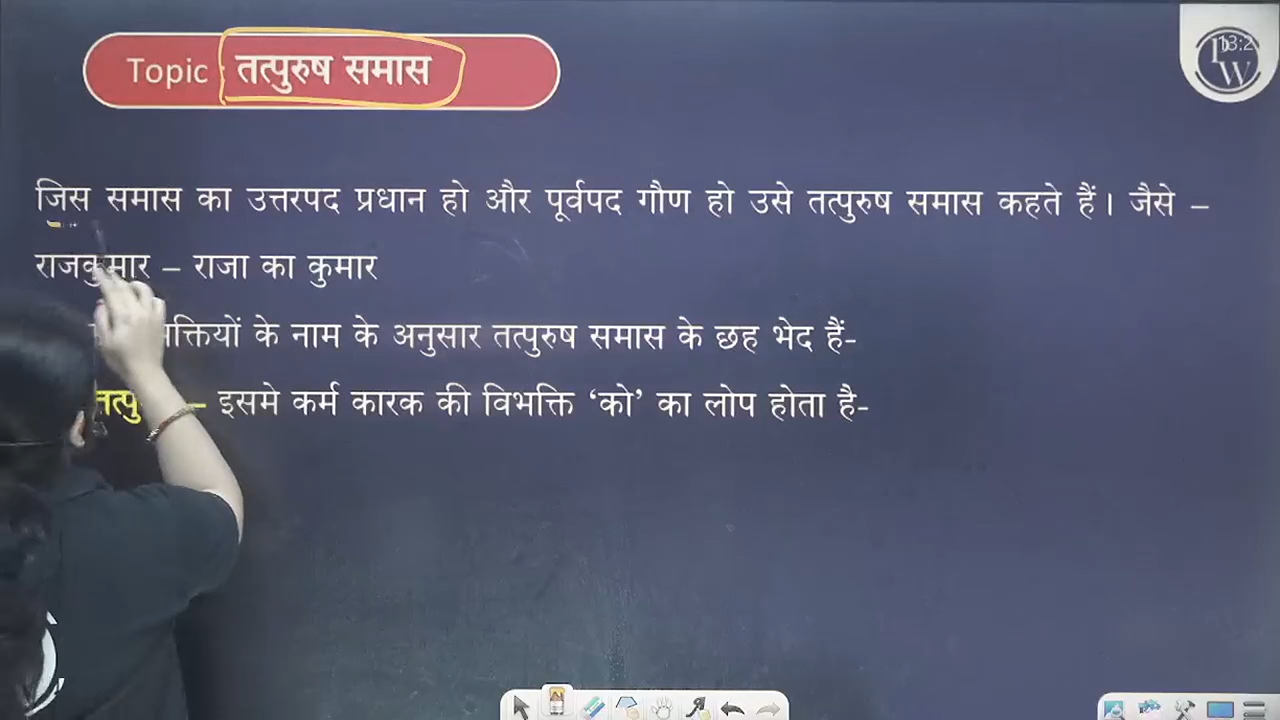 Topic : तत्पुरुष समास
जिस समास का उत्तरपद प्रधान हो और पूर्वपद गौण हो उसे तत्पुरुष समास कहते हैं। जैसे –
राजकुमार – राजा का कुमार
के नाम के अनुसार तत्पुरुष समास के छह भेद हैं-
– इसमे कर्म कारक की विभक्ति ‘को’ का लोप होता है-
PW